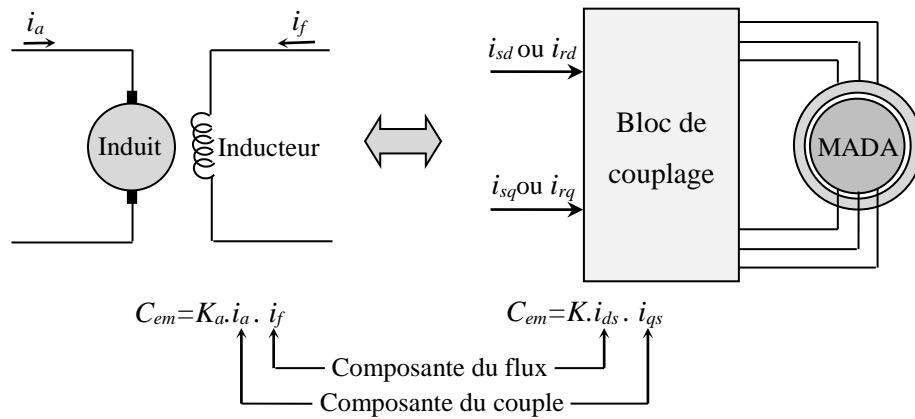 i_a
i_f
Induit
Inducteur
i_sd ou i_rd
i_sq ou i_rq
Bloc de
couplage
MADA
C_em=K_a.i_a. i_f
C_em=K.i_ds. i_qs
Composante du flux
Composante du couple